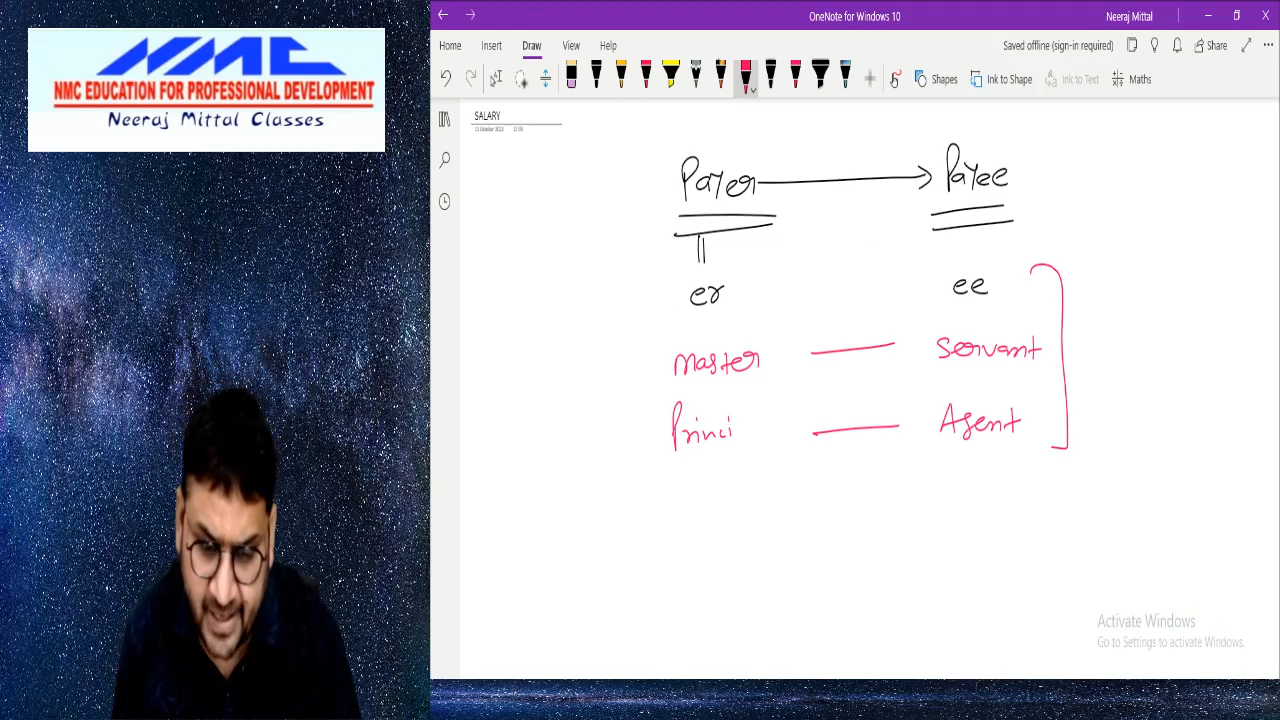 NMC
NMC EDUCATION FOR PROFESSIONAL DEVELOPMENT
Neeraj Mittal Classes
OneNote for Windows 10
Neeraj Mittal
Home Insert Draw View Help
Saved offline (sign-in required)
Share
Shapes Ink to Shape Ink to Text Maths
SALARY
Payer Payee
er ee
Master Servant
Princi Agent
Activate Windows
Go to Settings to activate Windows.